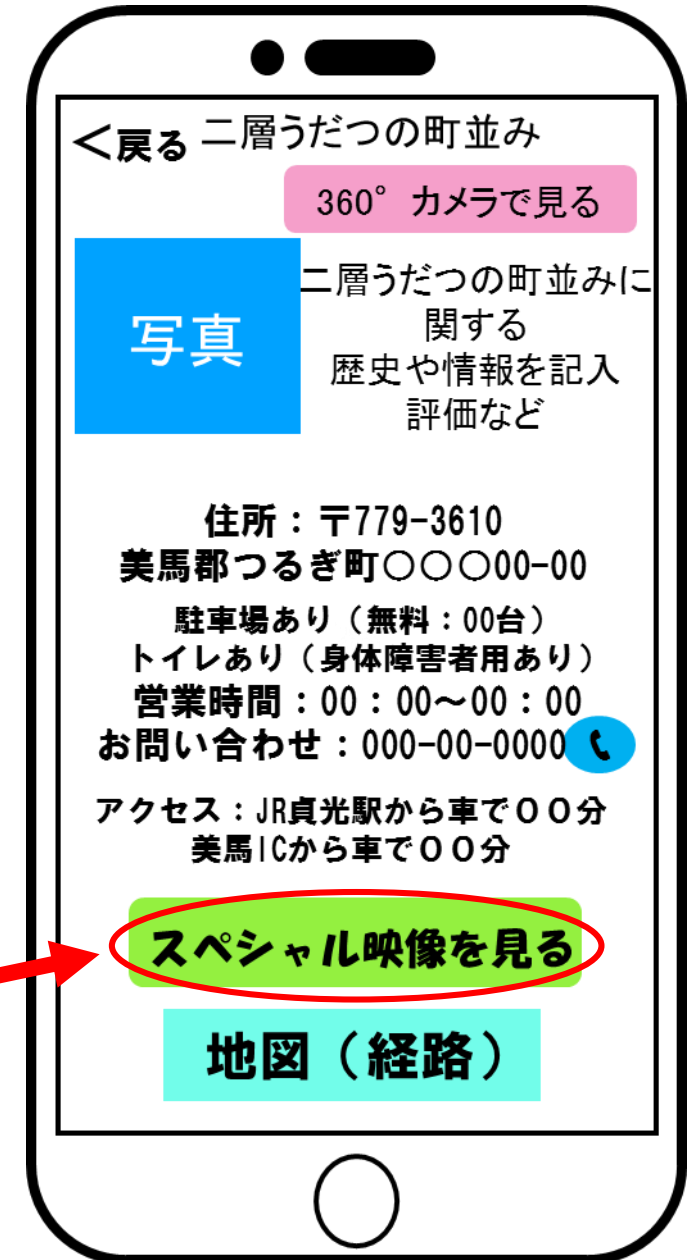 ＜戻る 二層うだつの町並み
360°カメラで見る
写真
二層うだつの町並みに
関する
歴史や情報を記入
評価など
住所：〒779-3610
美馬郡つるぎ町○○○00-00
駐車場あり（無料：00台）
トイレあり（身体障害者用あり）
営業時間：00：00～00：00
お問い合わせ：000-00-0000
アクセス：JR貞光駅から車で００分
美馬ICから車で００分
スペシャル映像を見る
地図（経路）